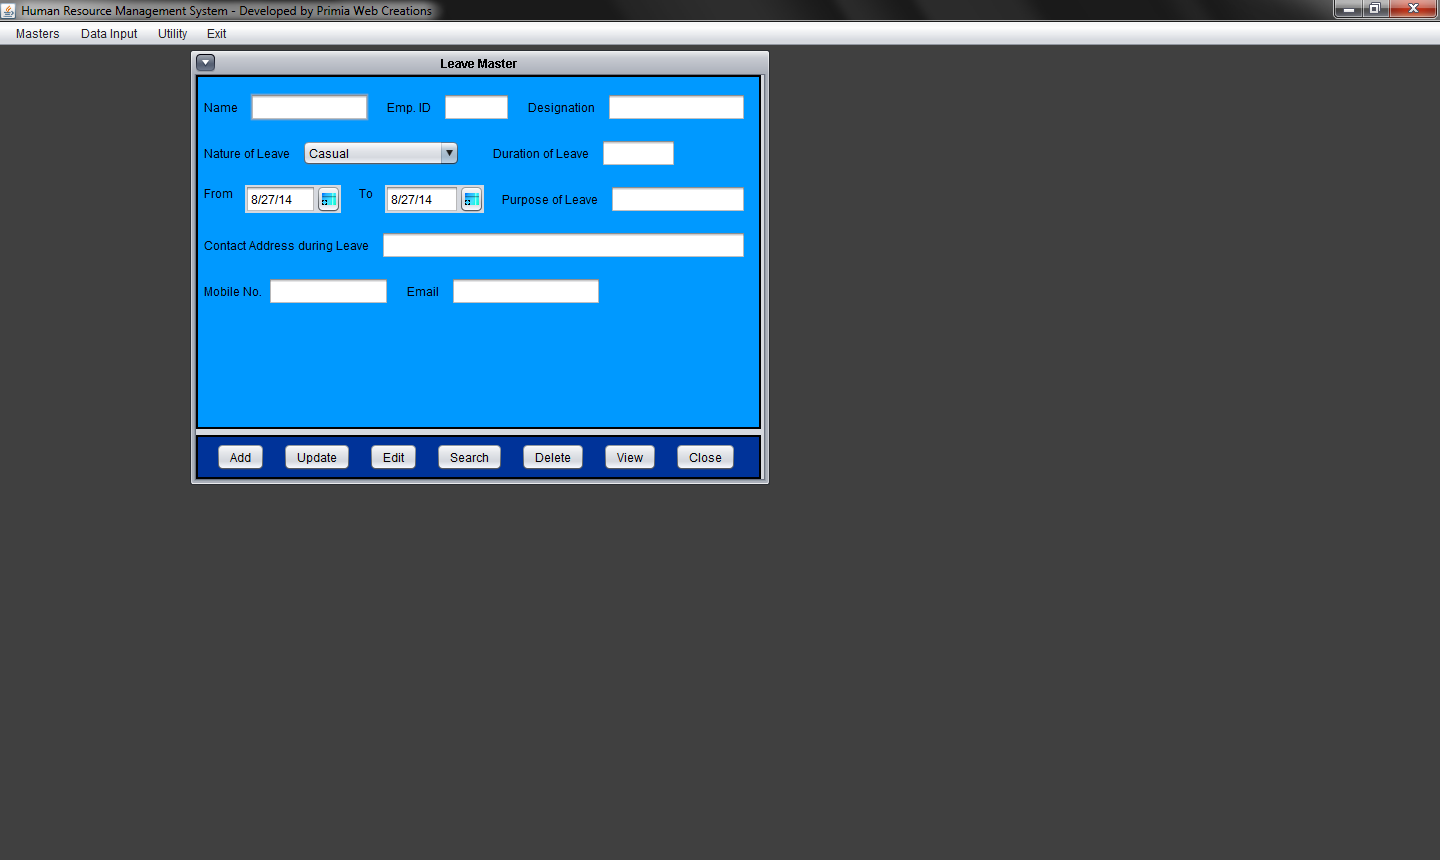 Human Resource Management System - Developed by Primia Web Creations
Masters Data Input Utility Exit
Leave Master
Name Emp. ID Designation
Nature of Leave Casual Duration of Leave
From 8/27/14 To 8/27/14 Purpose of Leave
Contact Address during Leave
Mobile No. Email
Add Update Edit Search Delete View Close